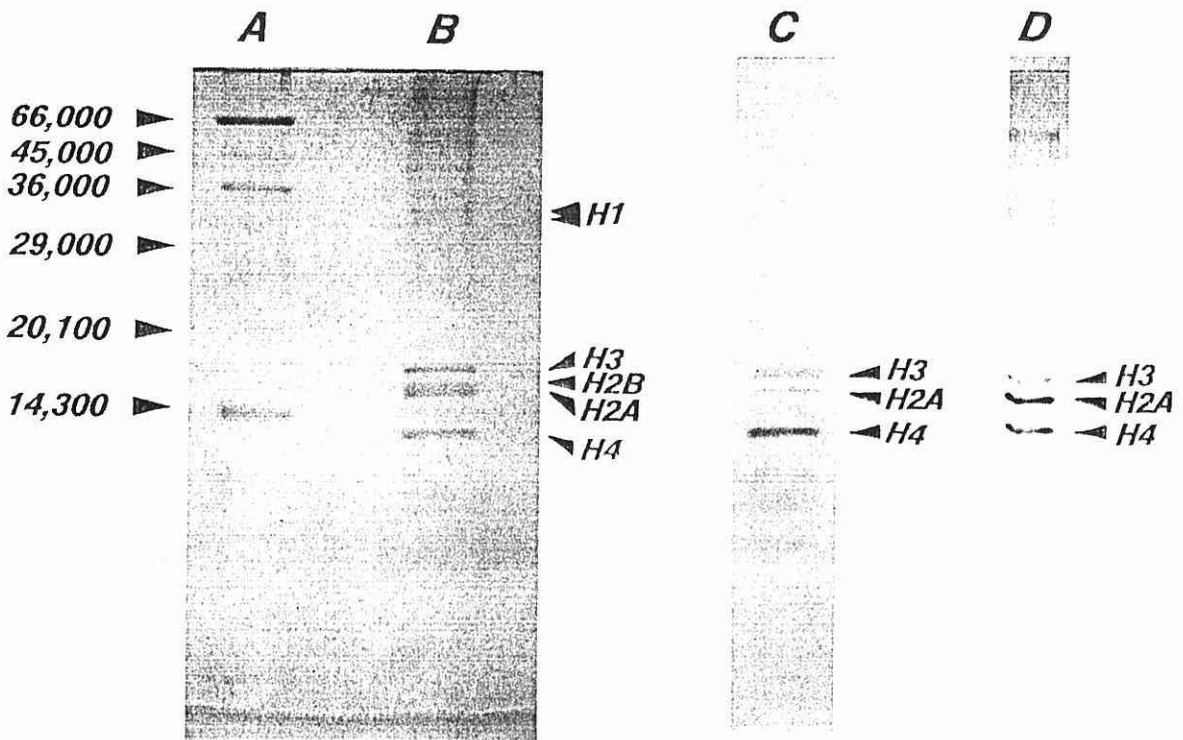 A B C D
66,000
45,000
36,000
H1
29,000
20,100
H3
H2B
H2A
H4
14,300
H3
H2A
H4
H3
H2A
H4